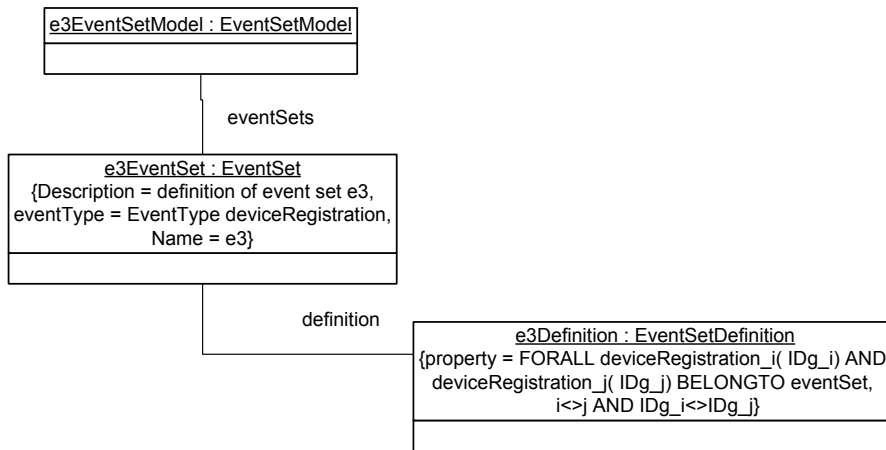 e3EventSetModel : EventSetModel
eventSets
e3EventSet : EventSet
{Description = definition of event set e3,
eventType = EventType deviceRegistration,
Name = e3}
definition
e3Definition : EventSetDefinition
{property = FORALL deviceRegistration_i( IDg_i) AND
deviceRegistration_j( IDg_j) BELONGTO eventSet,
i<>j AND IDg_i<>IDg_j}